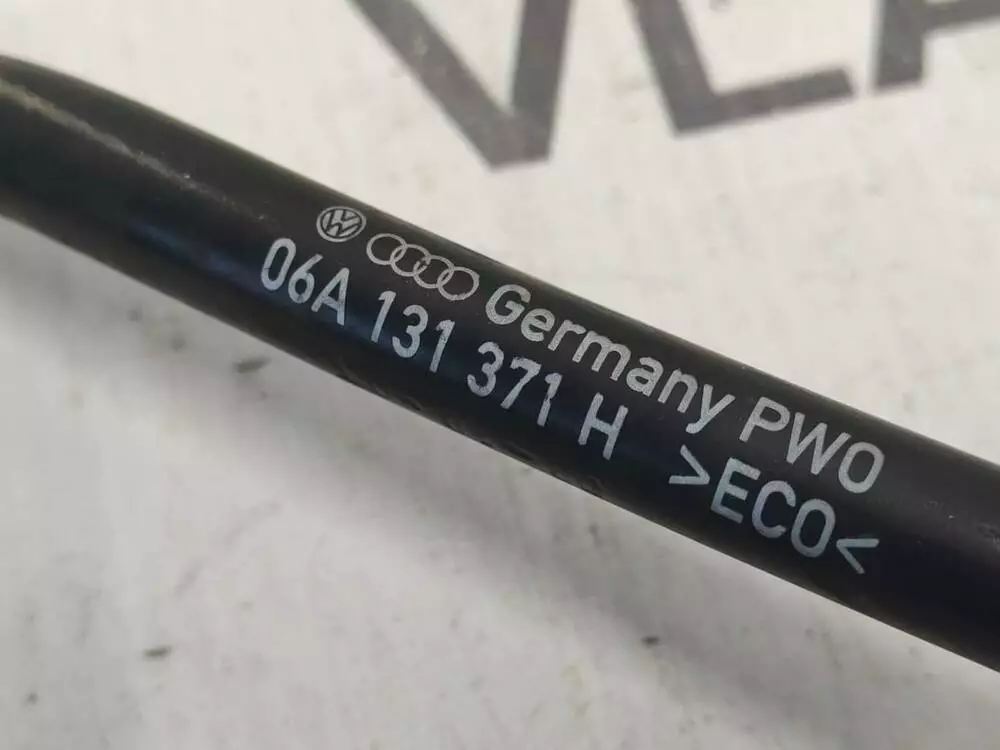 Germany PWO
06A 131 371 H >ECO<